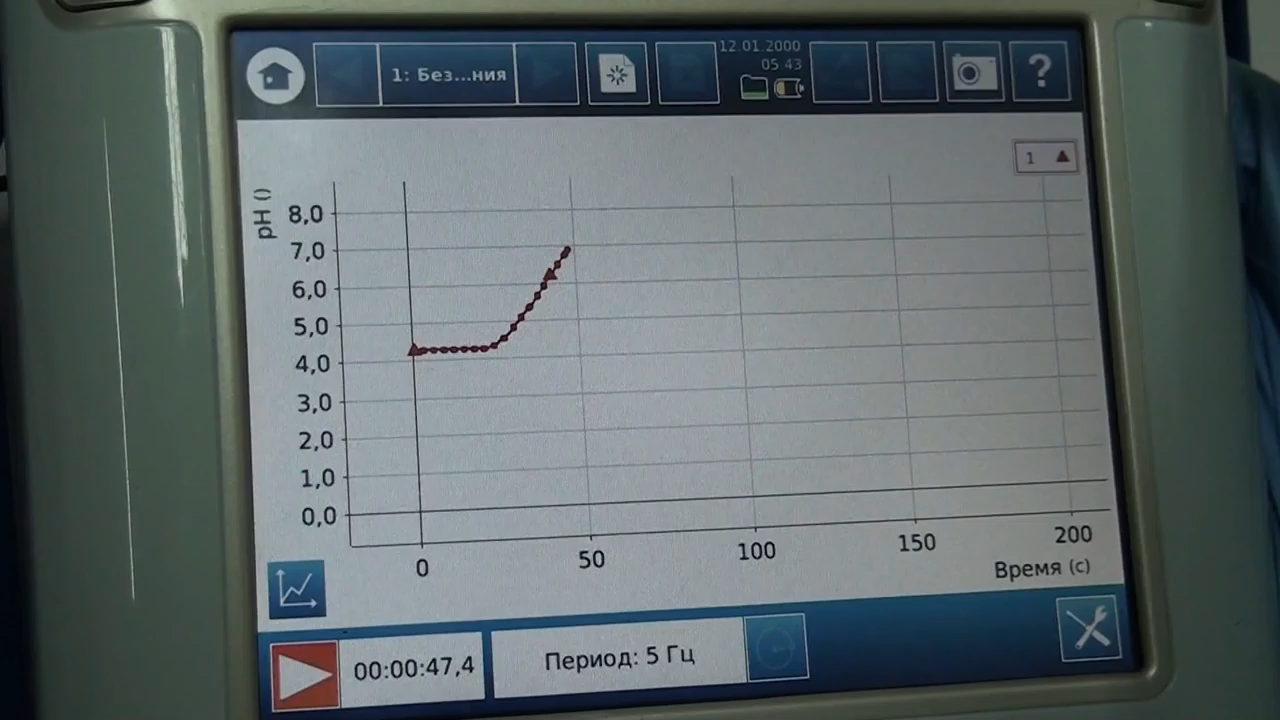 1: Без...ния
12.01.2000
05 43
?
1
pH ()
8,0
7,0
6,0
5,0
4,0
3,0
2,0
1,0
0,0
0 50 100 150 200
Время (с)
00:00:47,4
Период: 5 Гц